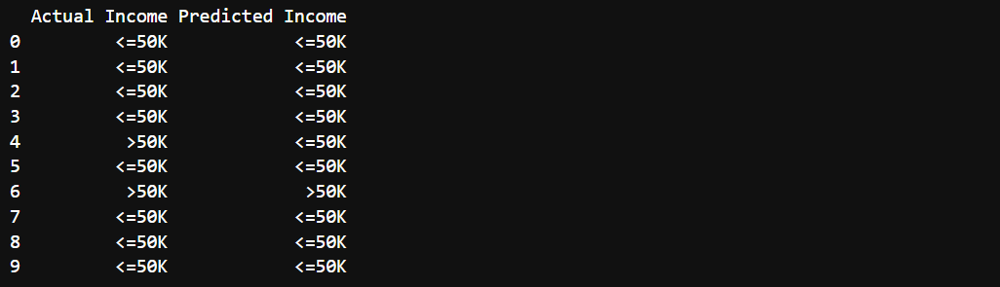 Actual Income Predicted Income
0 <=50K <=50K
1 <=50K <=50K
2 <=50K <=50K
3 <=50K <=50K
4 >50K <=50K
5 <=50K <=50K
6 >50K >50K
7 <=50K <=50K
8 <=50K <=50K
9 <=50K <=50K